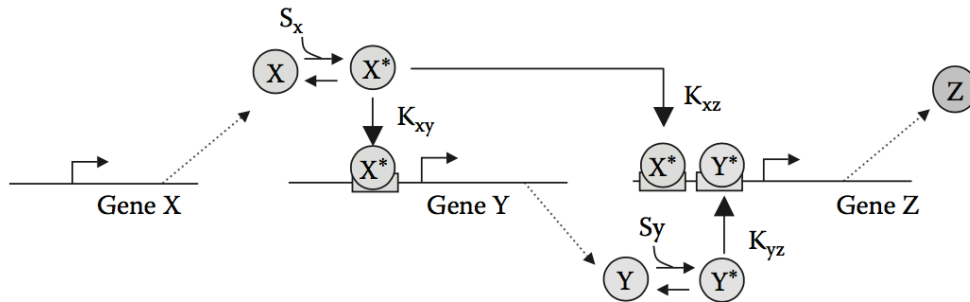 Sx
X
X*
Kxy
Kxz
Z
X*
X*
Y*
Gene X
Gene Y
Gene Z
Sy
Kyz
Y
Y*